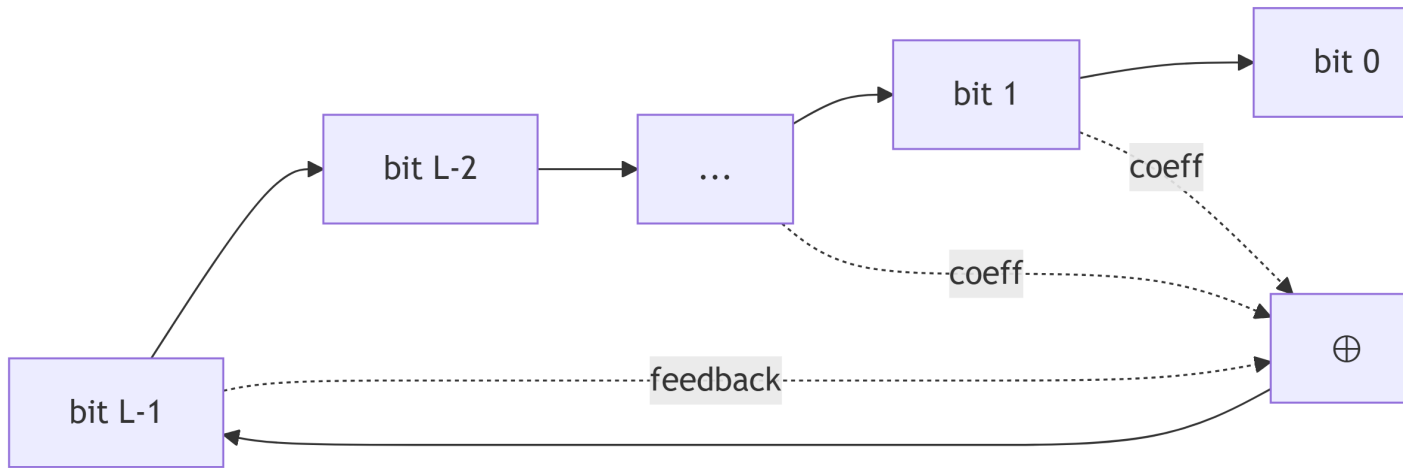 bit 0
bit 1
bit L-2
...
coeff
coeff
⊕
feedback
bit L-1